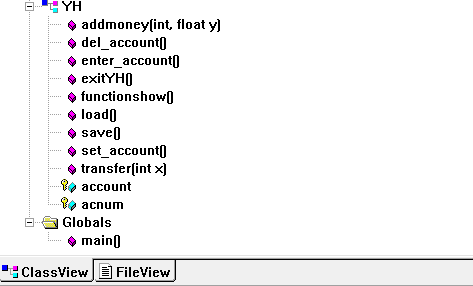 YH
addmoney(int, float y)
del_account()
enter_account()
exitYH()
functionshow()
load()
save()
set_account()
transfer(int x)
account
acnum
Globals
main()
ClassView FileView